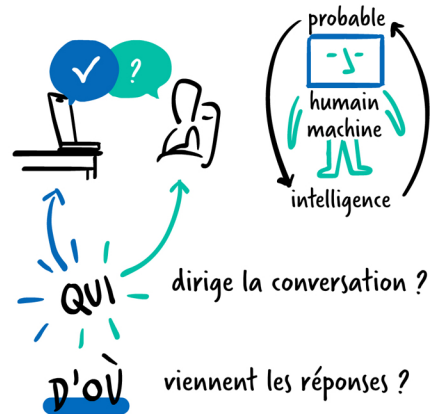 ?
probable
humain
machine
intelligence
QUI dirige la conversation ?
D'OÙ viennent les réponses ?